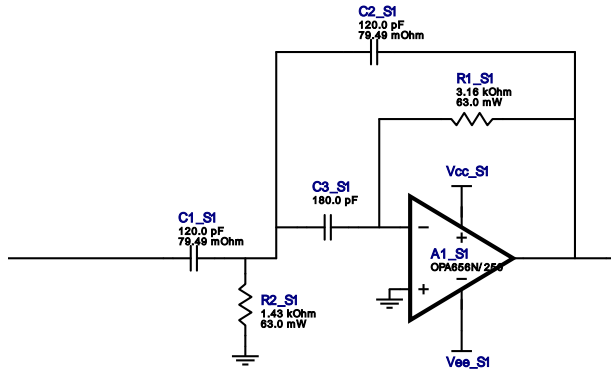 C2_S1
120.0 pF
79.49 mOhm
R1_S1
3.16 kOhm
63.0 mW
Vcc_S1
C3_S1
180.0 pF
C1_S1
120.0 pF
79.49 mOhm
A1_S1
OPA656N/250
R2_S1
1.43 kOhm
63.0 mW
Vee_S1